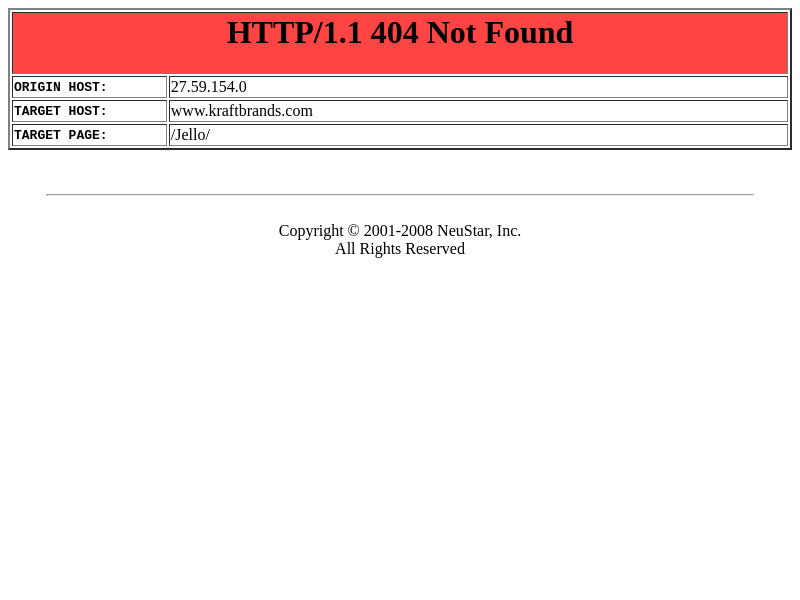 HTTP/1.1 404 Not Found
ORIGIN HOST: 27.59.154.0
TARGET HOST: www.kraftbrands.com
TARGET PAGE: /Jello/
Copyright © 2001-2008 NeuStar, Inc.
All Rights Reserved